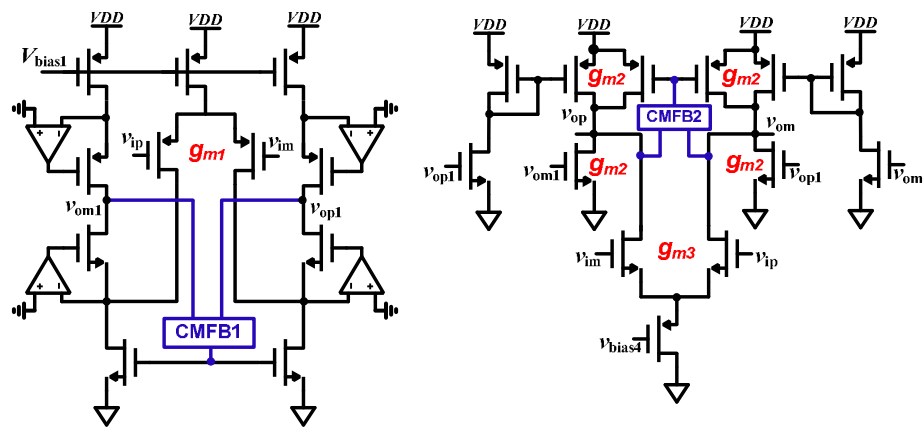 VDD VDD VDD
Vbias1
+ - - +
vip gm1 vim
vom1 vop1
+ - - +
CMFB1
VDD VDD VDD VDD
gm2 gm2
vop CMFB2 vom
vop1 vom1 gm2 gm2 vop1 vom
vim gm3 vip
vbias4